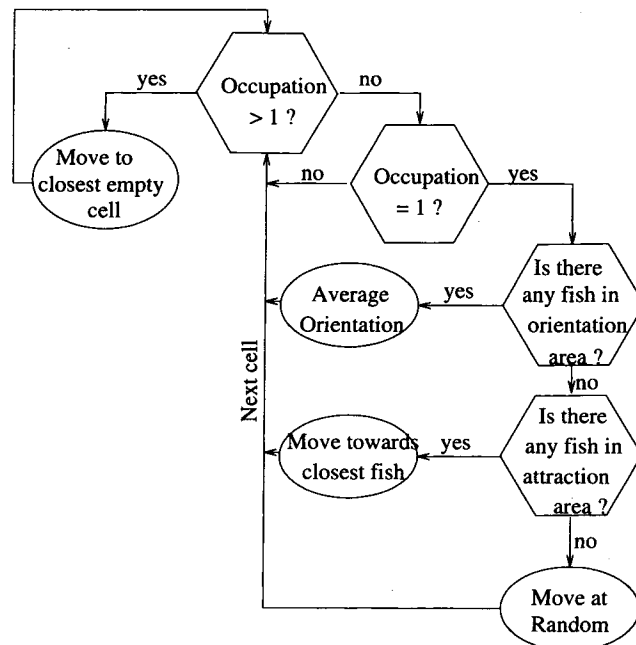 Occupation
> 1 ?
yes
no
Move to
closest empty
cell
Occupation
= 1 ?
no
yes
Is there
any fish in
orientation
area ?
yes
Average
Orientation
no
Next cell
Is there
any fish in
attraction
area ?
yes
Move towards
closest fish
no
Move at
Random